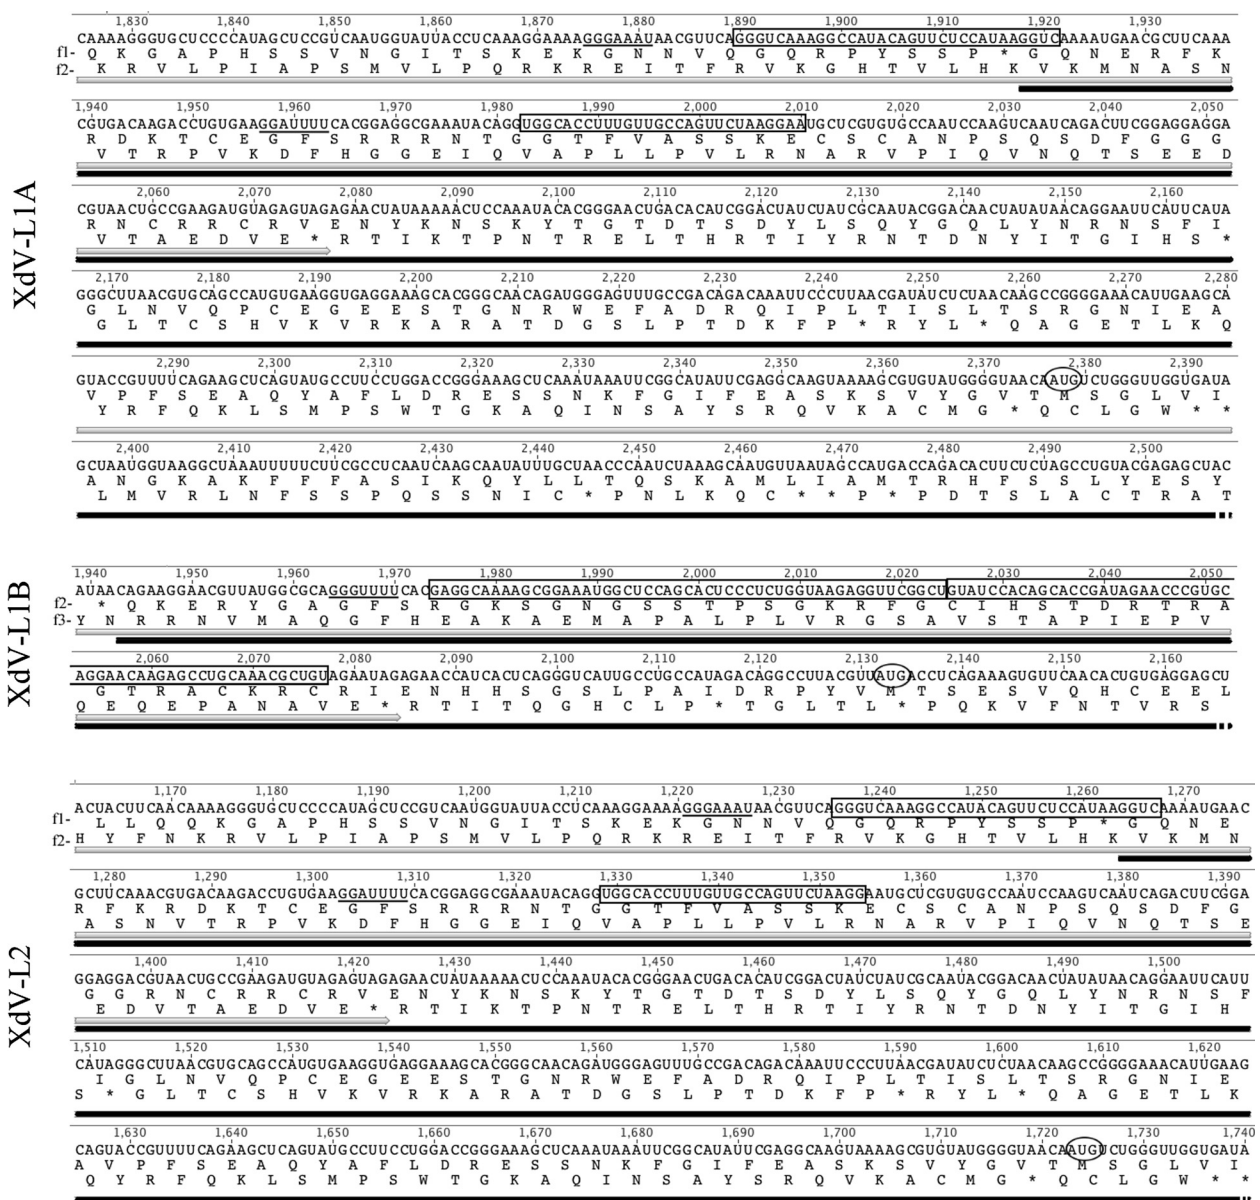 XdV-L1A
1,830 1,840 1,850 1,860 1,870 1,880 1,890 1,900 1,910 1,920 1,930
CAAAAGGGUGCUCCCCAUAGCUCCGUCAAUGGUAUUACCUCAAAGGAAAAGGGAAAUAACGUUCAGGGUCAAAGGCCAUACAGUUCUCCAUAAGGUCAAAAUGAACGCUUCAAA
f1- Q K G A P H S S V N G I T S K E K G N N V Q G Q R P Y S S P * G Q N E R F K
f2- K R V L P I A P S M V L P Q R K R E I T F R V K G H T V L H K V K M N A S N
1,940 1,950 1,960 1,970 1,980 1,990 2,000 2,010 2,020 2,030 2,040 2,050
CGUGACAAGACCUGUGAAGGAUUUUCACGGAGGCGAAAUACAGGUGGCACCUUUGUUGCCAGUUCUAAGGAAUGCUCGUGUGCCAAUCCAAGUCAAUCAGACUUCGGAGGAGGA
R D K T C E G F S R R R N T G G T F V A S S K E C S C A N P S Q S D F G G G
V T R P V K D F H G G E I Q V A P L L P V L R N A R V P I Q V N Q T S E E D
2,060 2,070 2,080 2,090 2,100 2,110 2,120 2,130 2,140 2,150 2,160
CGUAACUGCCGAAGAUGUAGAGUAGAGAACUAUAAAAACUCCAAAUACACGGGAACUGACACAUCGGACUAUCUAUCGCAAUACGGACAACUAUAUAACAGGAAUUCAUUCAUA
R N C R R C R V E N Y K N S K Y T G T D T S D Y L S Q Y G Q L Y N R N S F I
V T A E D V E * R T I K T P N T R E L T H R T I Y R N T D N Y I T G I H S *
2,170 2,180 2,190 2,200 2,210 2,220 2,230 2,240 2,250 2,260 2,270 2,280
GGGCUUAACGUGCAGCCAUGUGAAGGUGAGGAAAGCACGGGCAACAGAUGGGAGUUUGCCGACAGACAAAUUCCCUUAACGAUAUCUCUAACAAGCCGGGGAAACAUUGAAGCA
G L N V Q P C E G E E S T G N R W E F A D R Q I P L T I S L T S R G N I E A
G L T C S H V K V R K A R A T D G S L P T D K F P * R Y L * Q A G E T L K Q
2,290 2,300 2,310 2,320 2,330 2,340 2,350 2,360 2,370 2,380 2,390
GUACCGUUUUCAGAAGCUCAGUAUGCCUUCCUGGACCGGGAAAGCUCAAAUAAAUUCGGCAUAUUCGAGGCAAGUAAAAGCGUGUAUGGGGUAACAAUGUCUGGGUUGGUGAUA
V P F S E A Q Y A F L D R E S S N K F G I F E A S K S V Y G V T M S G L V I
Y R F Q K L S M P S W T G K A Q I N S A Y S R Q V K A C M G * Q C L G W * *
2,400 2,410 2,420 2,430 2,440 2,450 2,460 2,470 2,480 2,490 2,500
GCUAAUGGUAAGGCUAAAUUUUUCUUCGCCUCAAUCAAGCAAUAUUUGCUAACCCAAUCUAAAGCAAUGUUAAUAGCCAUGACCAGACACUUCUCUAGCCUGUACGAGAGCUAC
A N G K A K F F F A S I K Q Y L L T Q S K A M L I A M T R H F S S L Y E S Y
L M V R L N F S S P Q S S N I C * P N L K Q C * * P * P D T S L A C T R A T
XdV-L1B
1,940 1,950 1,960 1,970 1,980 1,990 2,000 2,010 2,020 2,030 2,040 2,050
AUAACAGAAGGAACGUUAUGGCGCAGGGUUUUCACGAGGCAAAAGCGGAAAUGGCUCCAGCACUCCCUCUGGUAAGAGGUUCGGCUGUAUCCACAGCACCGAUAGAACCCGUGC
f2- * Q K E R Y G A G F S R G K S G N G S S T P S G K R F G C I H S T D R T R A
f3- Y N R R N V M A Q G F H E A K A E M A P A L P L V R G S A V S T A P I E P V
2,060 2,070 2,080 2,090 2,100 2,110 2,120 2,130 2,140 2,150 2,160
AGGAACAAGAGCCUGCAAACGCUGUAGAAUAGAGAACCAUCACUCAGGGUCAUUGCCUGCCAUAGACAGGCCUUACGUUAUGACCUCAGAAAGUGUUCAACACUGUGAGGAGCU
G T R A C K R C R I E N H H S G S L P A I D R P Y V M T S E S V Q H C E E L
Q E Q E P A N A V E * R T I T Q G H C L P * T G L T L * P Q K V F N T V R S
XdV-L2
1,170 1,180 1,190 1,200 1,210 1,220 1,230 1,240 1,250 1,260 1,270
ACUACUUCAACAAAAGGGUGCUCCCCAUAGCUCCGUCAAUGGUAUUACCUCAAAGGAAAAGGGAAAUAACGUUCAGGGUCAAAGGCCAUACAGUUCUCCAUAAGGUCAAAAUGAAC
f1- L L Q Q K G A P H S S V N G I T S K E K G N N V Q G Q R P Y S S P * G Q N E
f2- H Y F N K R V L P I A P S M V L P Q R K R E I T F R V K G H T V L H K V K M N
1,280 1,290 1,300 1,310 1,320 1,330 1,340 1,350 1,360 1,370 1,380 1,390
GCUUCAAACGUGACAAGACCUGUGAAGGAUUUUCACGGAGGCGAAAUACAGGUGGCACCUUUGUUGCCAGUUCUAAGGAAUGCUCGUGUGCCAAUCCAAGUCAAUCAGACUUCGGA
R F K R D K T C E G F S R R R N T G G T F V A S S K E C S C A N P S Q S D F G
A S N V T R P V K D F H G G E I Q V A P L L P V L R N A R V P I Q V N Q T S E
1,400 1,410 1,420 1,430 1,440 1,450 1,460 1,470 1,480 1,490 1,500
GGAGGACGUAACUGCCGAAGAUGUAGAGUAGAGAACUAUAAAAACUCCAAAUACACGGGAACUGACACAUCGGACUAUCUAUCGCAAUACGGACAACUAUAUAACAGGAAUUCAUU
G G R N C R R C R V E N Y K N S K Y T G T D T S D Y L S Q Y G Q L Y N R N S F
E D V T A E D V E * R T I K T P N T R E L T H R T I Y R N T D N Y I T G I H
1,510 1,520 1,530 1,540 1,550 1,560 1,570 1,580 1,590 1,600 1,610 1,620
CAUAGGGCUUAACGUGCAGCCAUGUGAAGGUGAGGAAAGCACGGGCAACAGAUGGGAGUUUGCCGACAGACAAAUUCCCUUAACGAUAUCUCUAACAAGCCGGGGAAACAUUGAAG
I G L N V Q P C E G E E S T G N R W E F A D R Q I P L T I S L T S R G N I E
S * G L T C S H V K V R K A R A T D G S L P T D K F P * R Y L * Q A G E T L K
1,630 1,640 1,650 1,660 1,670 1,680 1,690 1,700 1,710 1,720 1,730 1,740
CAGUACCGUUUUCAGAAGCUCAGUAUGCCUUCCUGGACCGGGAAAGCUCAAAUAAAUUCGGCAUAUUCGAGGCAAGUAAAAGCGUGUAUGGGGUAACAAUGUCUGGGUUGGUGAUA
A V P F S E A Q Y A F L D R E S S N K F G I F E A S K S V Y G V T M S G L V I
Q Y R F Q K L S M P S W T G K A Q I N S A Y S R Q V K A C M G * Q C L G W * *